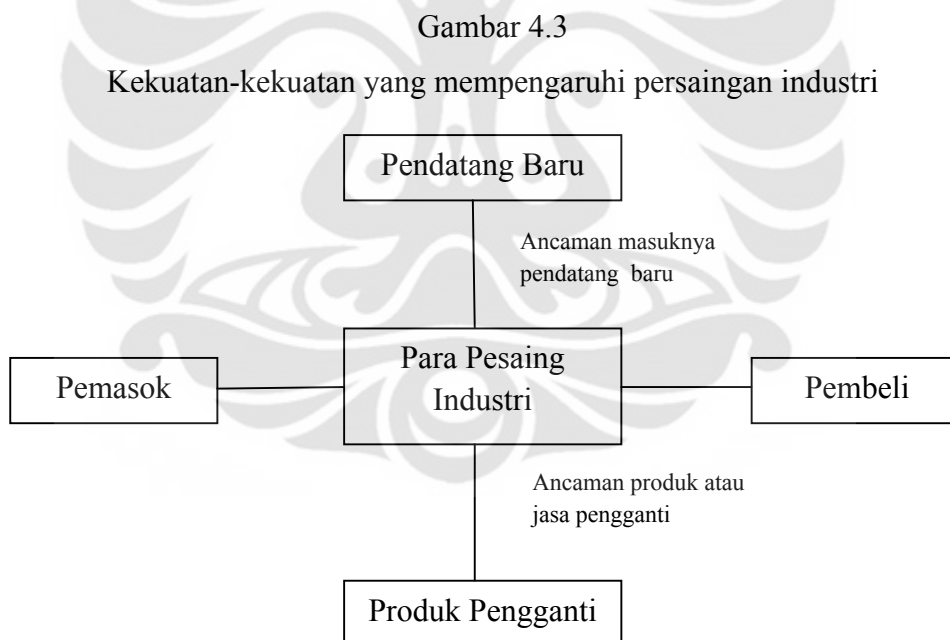 Gambar 4.3
Kekuatan-kekuatan yang mempengaruhi persaingan industri
Pendatang Baru
Ancaman masuknya
pendatang baru
Para Pesaing
Industri
Pemasok
Pembeli
Ancaman produk atau
jasa pengganti
Produk Pengganti